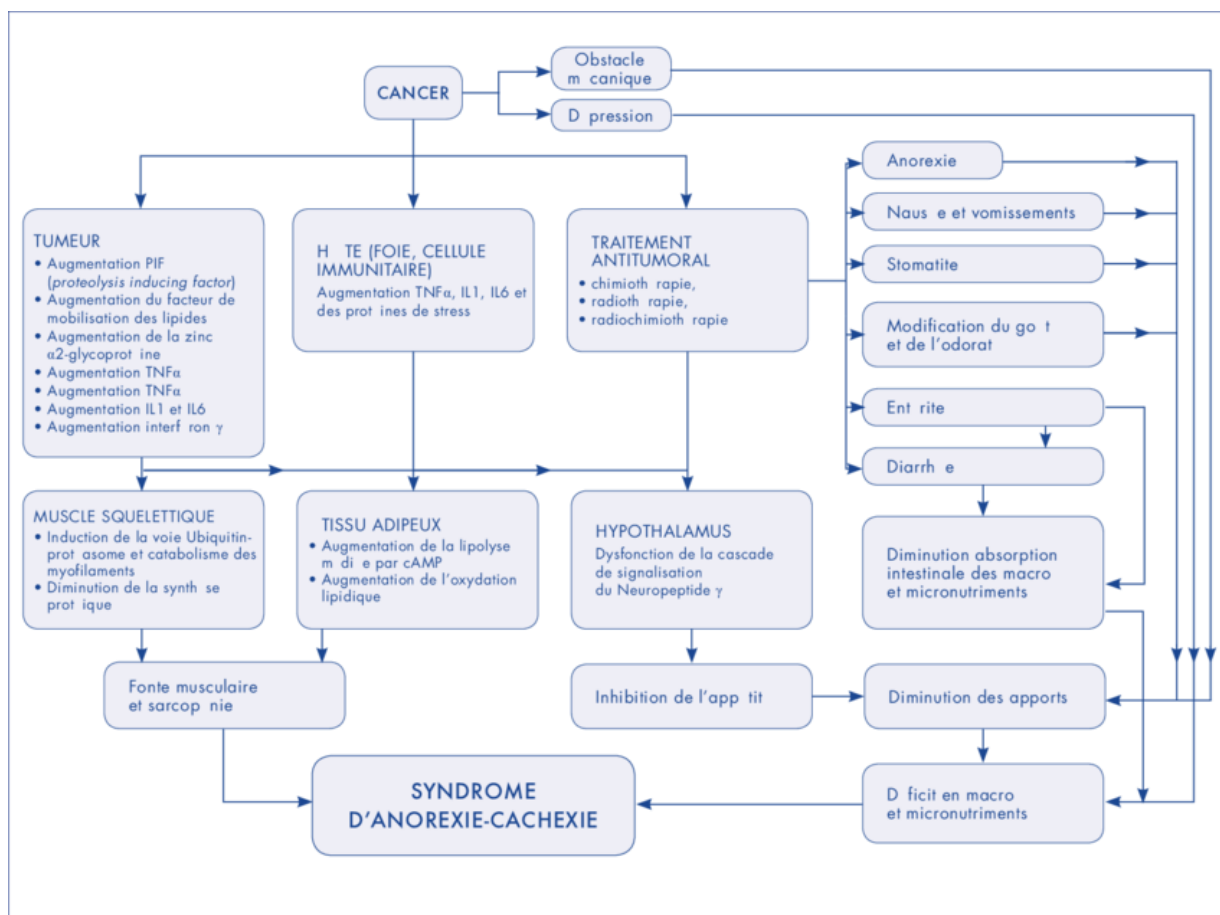 CANCER
Obstacle
m canique
D pression
TUMEUR
• Augmentation PIF
(proteolysis inducing factor)
• Augmentation du facteur de
mobilisation des lipides
• Augmentation de la zinc
α2-glycoprot ine
• Augmentation TNFα
• Augmentation TNFα
• Augmentation IL1 et IL6
• Augmentation interf ron γ
H TE (FOIE, CELLULE
IMMUNITAIRE)
Augmentation TNFα, IL1, IL6 et
des prot ines de stress
TRAITEMENT
ANTITUMORAL
• chimioth rapie,
• radioth rapie,
• radiochimioth rapie
Anorexie
Naus e et vomissements
Stomatite
Modification du go t
et de l'odorat
Ent rite
Diarrh e
MUSCLE SQUELETTIQUE
• Induction de la voie Ubiquitin-
prot asome et catabolisme des
myofilaments
• Diminution de la synth se
prot ique
TISSU ADIPEUX
• Augmentation de la lipolyse
m di e par cAMP
• Augmentation de l'oxydation
lipidique
HYPOTHALAMUS
Dysfonction de la cascade
de signalisation
du Neuropeptide γ
Diminution absorption
intestinale des macro
et micronutriments
Fonte musculaire
et sarcop nie
Inhibition de l'app tit
Diminution des apports
SYNDROME
D'ANOREXIE-CACHEXIE
D ficit en macro
et micronutriments